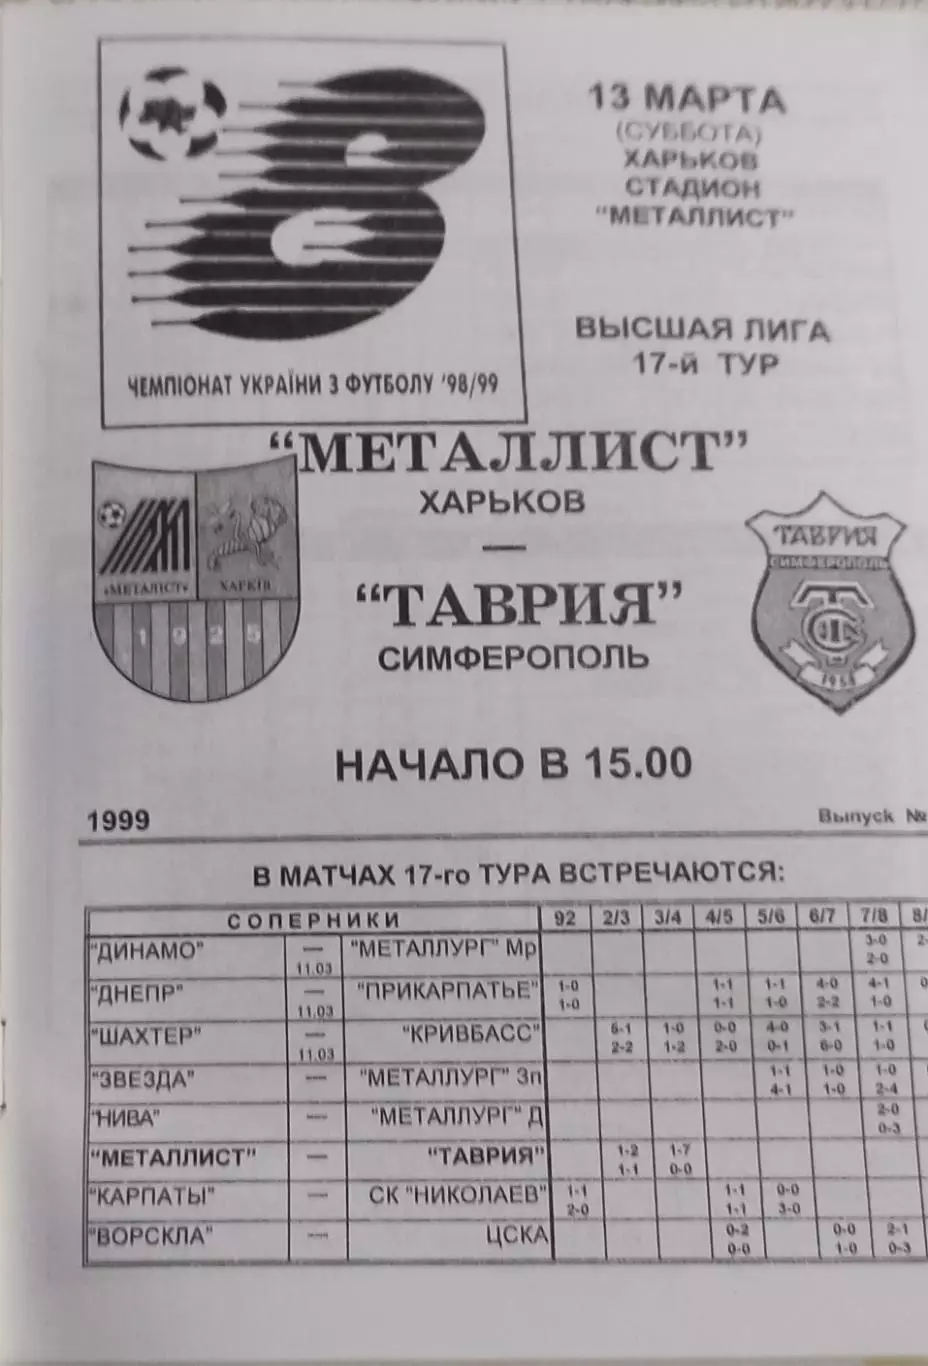 13 МАРТА
(СУББОТА)
ХАРЬКОВ
СТАДИОН
"МЕТАЛЛИСТ"
ВЫСШАЯ ЛИГА
17-й ТУР
ЧЕМПІОНАТ УКРАЇНИ З ФУТБОЛУ '98/99
“МЕТАЛЛИСТ”
ХАРЬКОВ
—
“ТАВРИЯ”
СИМФЕРОПОЛЬ
«МЕТАЛІСТ» ХАРКІВ
1925
ТАВРИЯ
СИМФЕРОПОЛЬ
1958
НАЧАЛО В 15.00
1999 Выпуск №
В МАТЧАХ 17-го ТУРА ВСТРЕЧАЮТСЯ:
СОПЕРНИКИ 92 2/3 3/4 4/5 5/6 6/7 7/8 8/
"ДИНАМО" — "МЕТАЛЛУРГ" Мр 3-0 2-
11.03 2-0
"ДНЕПР" — "ПРИКАРПАТЬЕ" 1-0 1-1 1-1 4-0 4-1 0
11.03 1-0 1-1 1-0 2-2 1-0
"ШАХТЕР" — "КРИВБАСС" 6-1 1-0 0-0 4-0 3-1 1-1
11.03 2-2 1-2 2-0 0-1 6-0 1-0
"ЗВЕЗДА" — "МЕТАЛЛУРГ" Зп 1-1 1-0 1-0
4-1 1-0 2-4
"НИВА" — "МЕТАЛЛУРГ" Д 2-0
0-3
"МЕТАЛЛИСТ" — "ТАВРИЯ" 1-2 1-7
1-1 0-0
"КАРПАТЫ" — СК "НИКОЛАЕВ" 1-1 1-1 0-0
2-0 1-1 3-0
"ВОРСКЛА" — ЦСКА 0-2 0-0 2-1
0-0 1-0 0-3